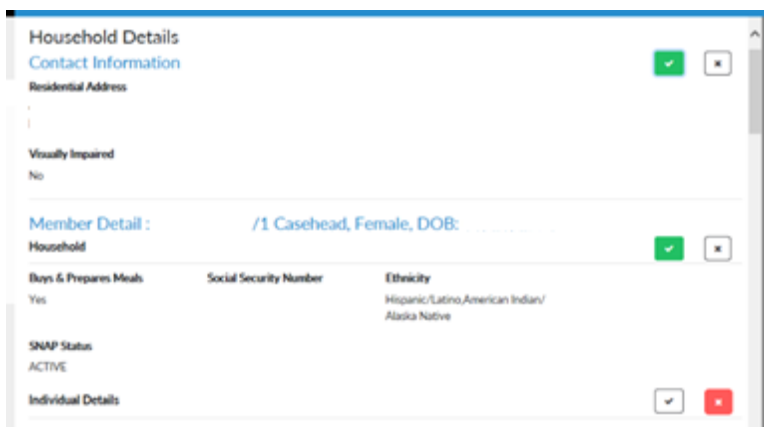 Household Details
Contact Information
Residential Address
Visually Impaired
No
Member Detail : /1 Casehead, Female, DOB:
Household
Buys & Prepares Meals Social Security Number Ethnicity
Yes Hispanic/Latino,American Indian/
Alaska Native
SNAP Status
ACTIVE
Individual Details